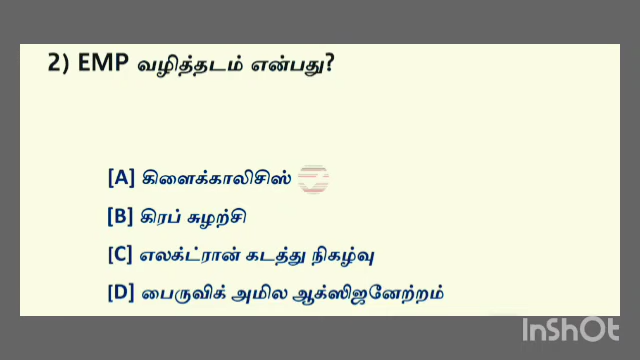 2) EMP வழித்தடம் என்பது?
[A] கிளைக்காலிசிஸ்
[B] கிரப் சுழற்சி
[C] எலக்ட்ரான் கடத்து நிகழ்வு
[D] பைருவிக் அமில ஆக்ஸிஜனேற்றம்
InShOt